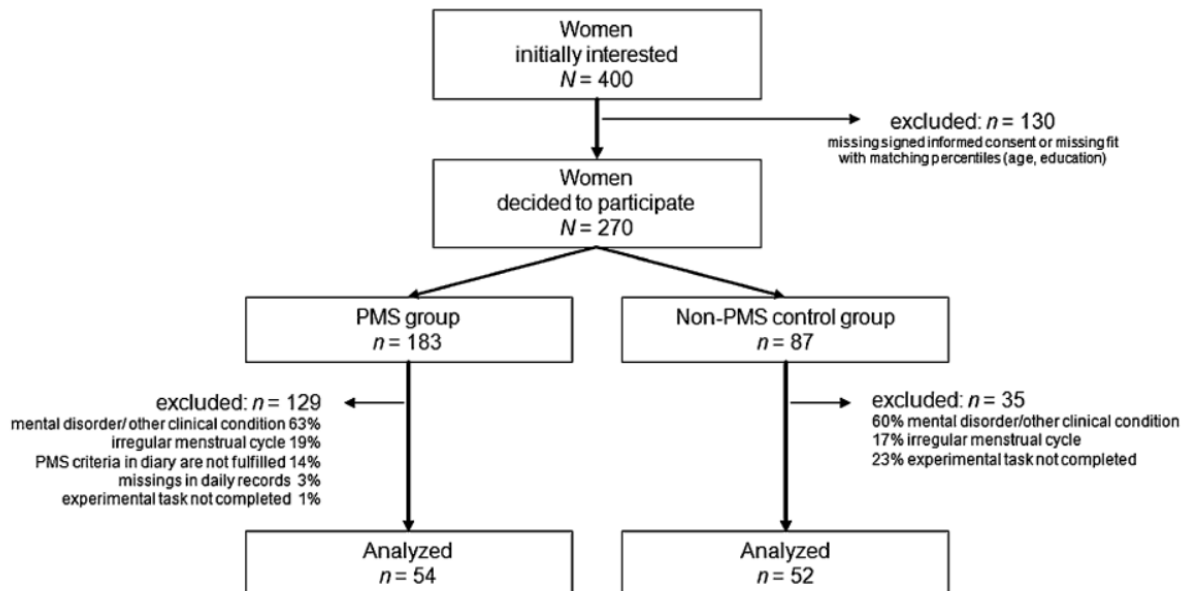 Women
initially interested
N = 400
excluded: n = 130
missing signed informed consent or missing fit
with matching percentiles (age, education)
Women
decided to participate
N = 270
PMS group
n = 183
Non-PMS control group
n = 87
excluded: n = 129
mental disorder/other clinical condition 63%
irregular menstrual cycle 19%
PMS criteria in diary are not fulfilled 14%
missings in daily records 3%
experimental task not completed 1%
excluded: n = 35
60% mental disorder/other clinical condition
17% irregular menstrual cycle
23% experimental task not completed
Analyzed
n = 54
Analyzed
n = 52